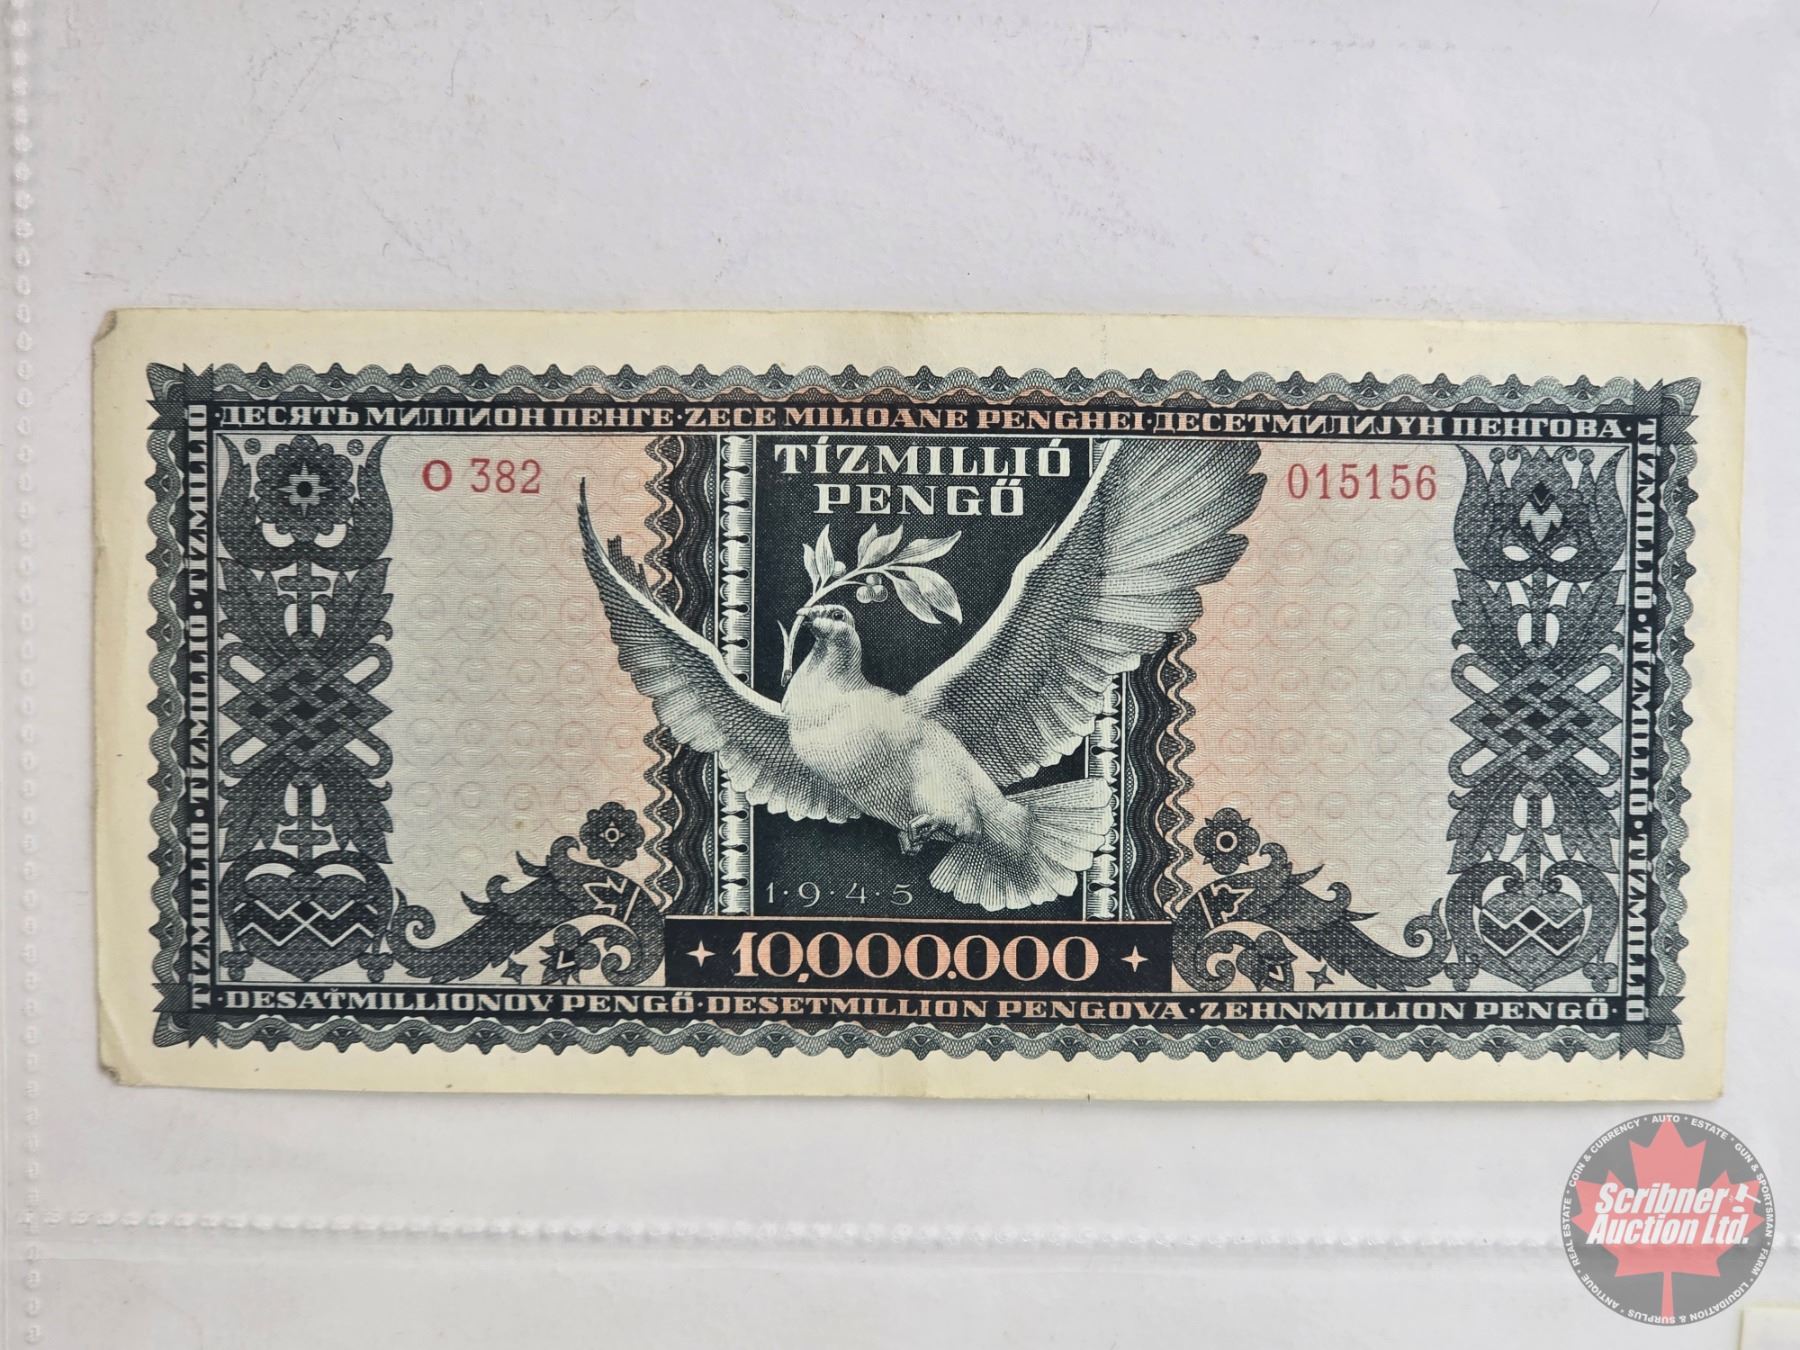 ·ДЕСЯТЬ МИЛЛИОН ПЕНГЕ·ZECE MILIOANE PENGHEI·ДЕСЕТМИЛИЈУН ПЕНГОВА·
TÍZMILLIÓ·TÍZMILLIÓ·TÍZMILLIÓ
O 382
TÍZMILLIÓ
PENGŐ
015156
TÍZMILLIÓ·TÍZMILLIÓ·TÍZMILLIÓ
1·9·4·5
10,000.000
·DESAŤMILLIONOV PENGŐ·DESETMILLION PENGOVA·ZEHNMILLION PENGŐ·
Scribner
Auction Ltd.
REAL ESTATE * COIN & CURRENCY * AUTO * ESTATE * GUN & SPORTSMAN * FARM * LIQUIDATION & SURPLUS * ANTIQUE *